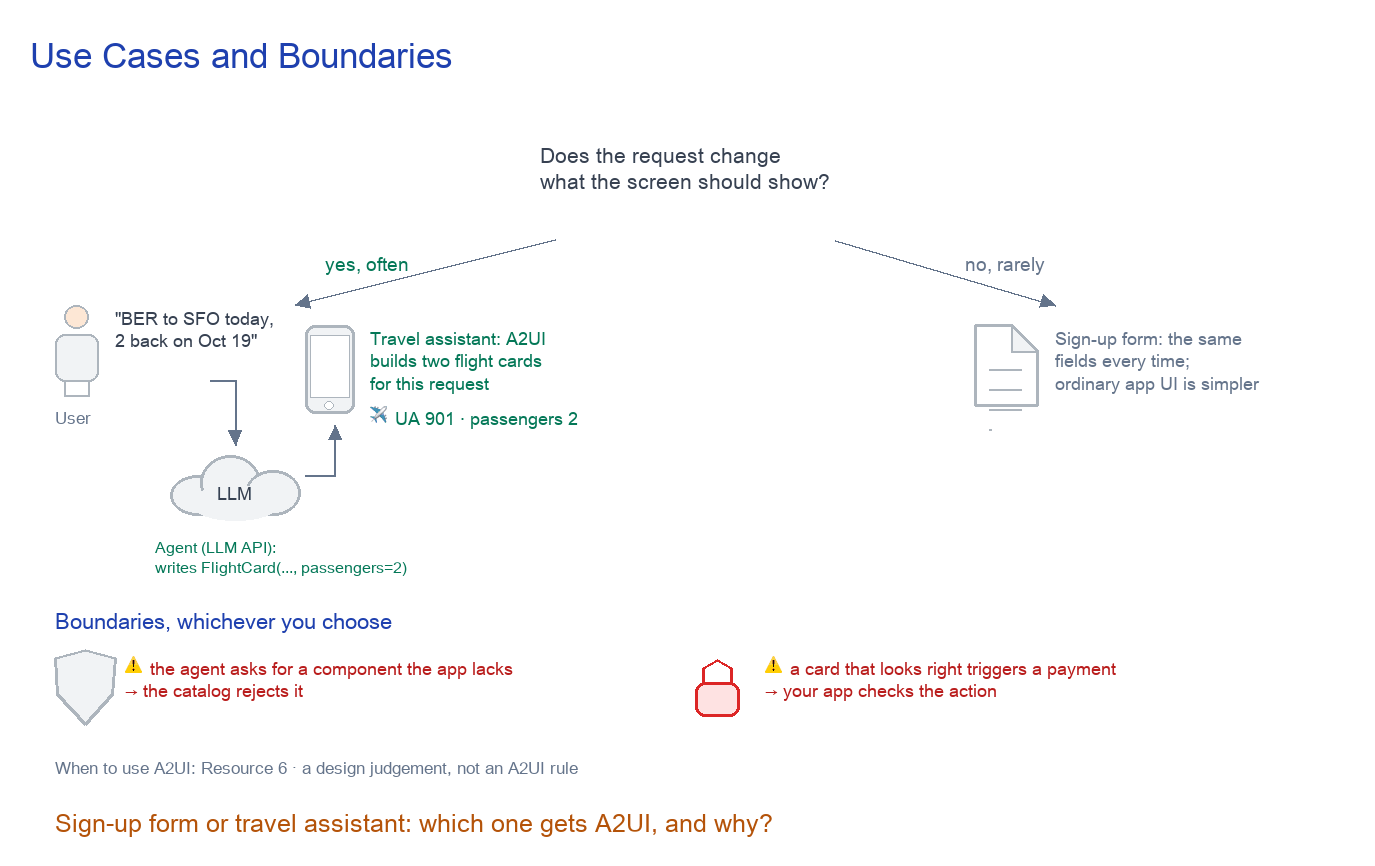 Use Cases and Boundaries
Does the request change
what the screen should show?
yes, often
no, rarely
"BER to SFO today,
2 back on Oct 19"
User
Travel assistant: A2UI
builds two flight cards
for this request
✈️ UA 901 · passengers 2
Sign-up form: the same
fields every time;
ordinary app UI is simpler
LLM
Agent (LLM API):
writes FlightCard(..., passengers=2)
Boundaries, whichever you choose
⚠️ the agent asks for a component the app lacks
→ the catalog rejects it
⚠️ a card that looks right triggers a payment
→ your app checks the action
When to use A2UI: Resource 6 · a design judgement, not an A2UI rule
Sign-up form or travel assistant: which one gets A2UI, and why?